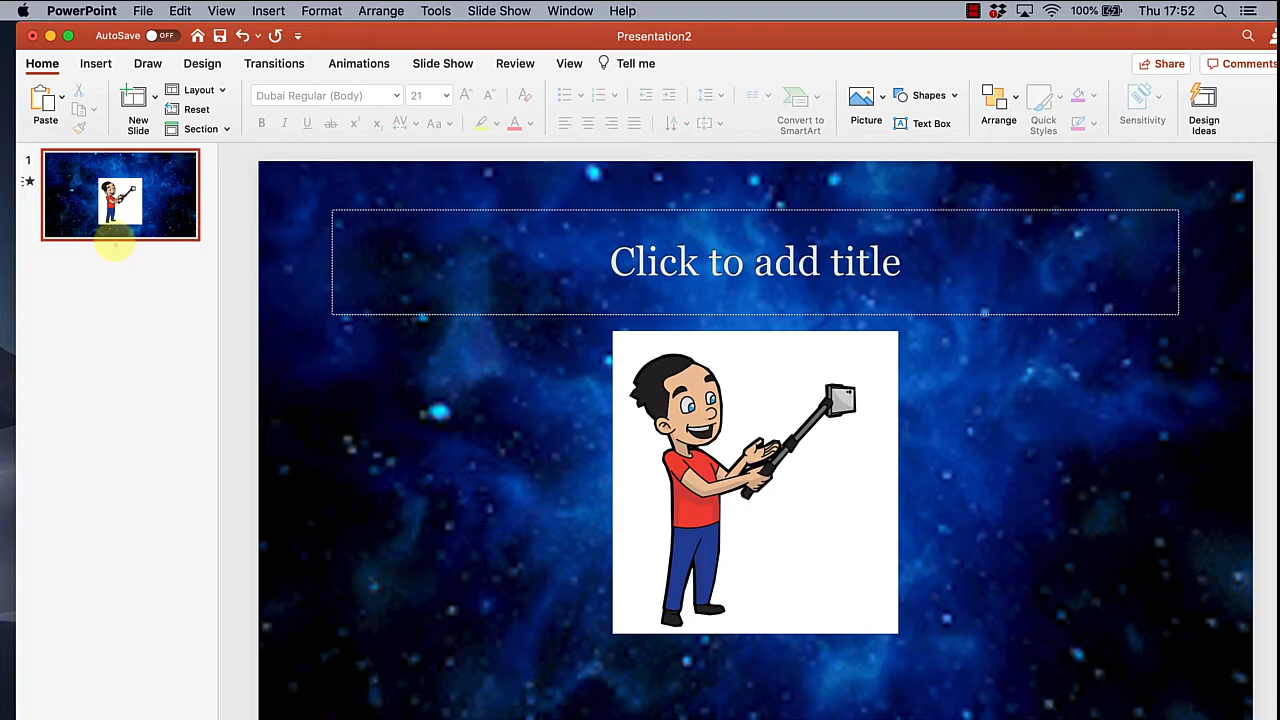 PowerPoint File Edit View Insert Format Arrange Tools Slide Show Window Help 100% Thu 17:52
AutoSave OFF Presentation2
Home Insert Draw Design Transitions Animations Slide Show Review View Tell me Share Comments
Paste
New Slide
Layout
Reset
Section
Dubai Regular (Body) 21
Convert to SmartArt
Picture
Shapes
Text Box
Arrange
Quick Styles
Sensitivity
Design Ideas
1
Click to add title